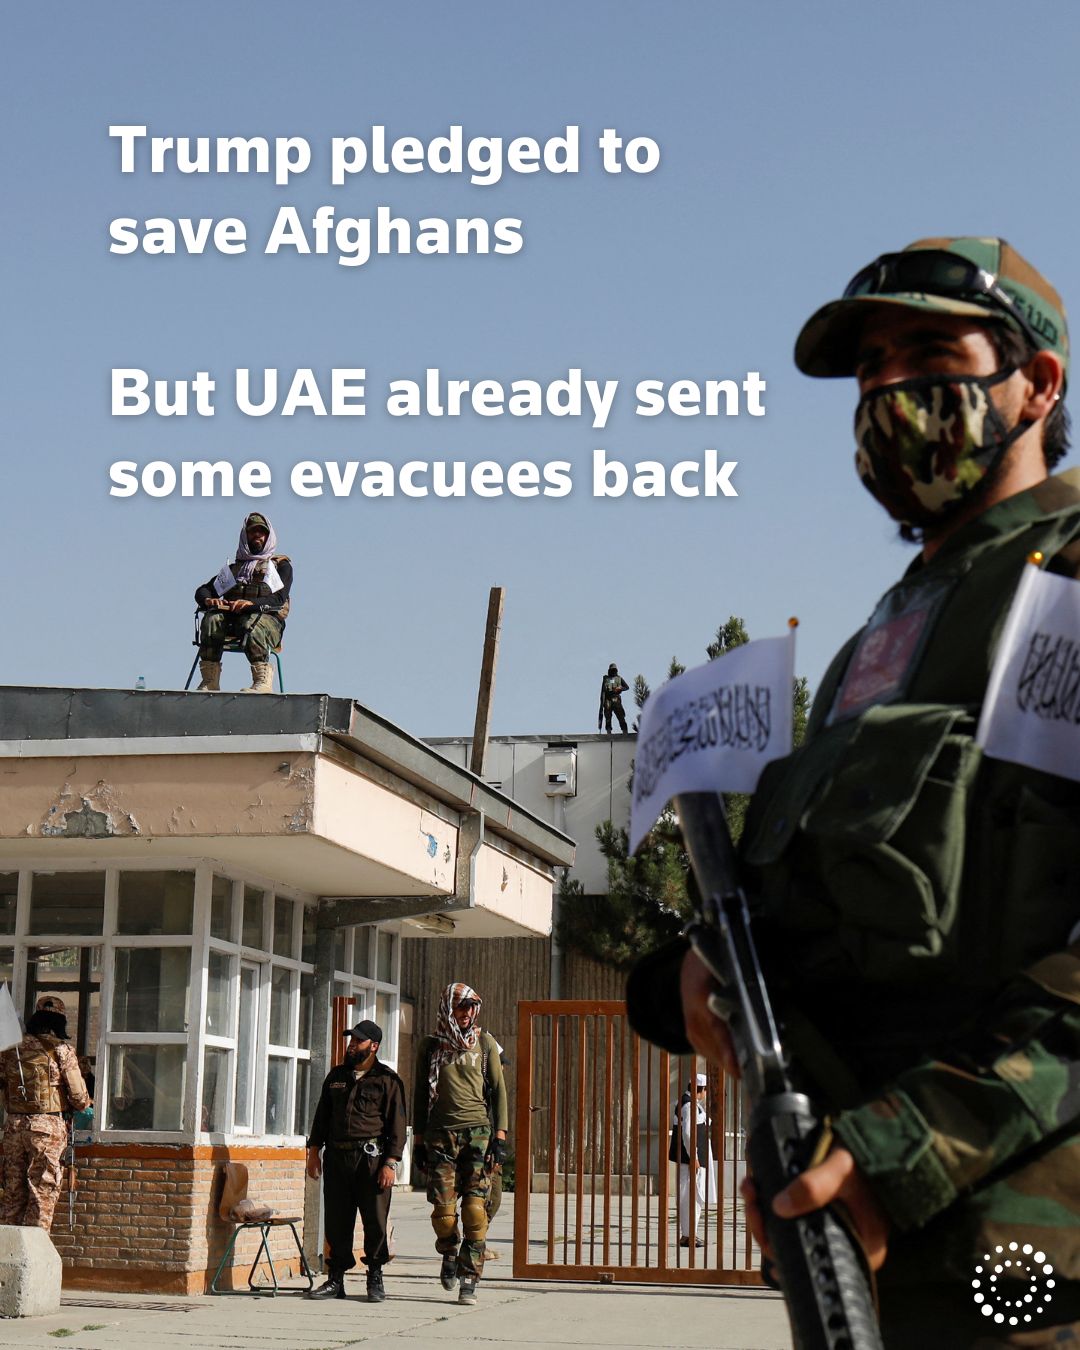 Trump pledged to
save Afghans
But UAE already sent
some evacuees back